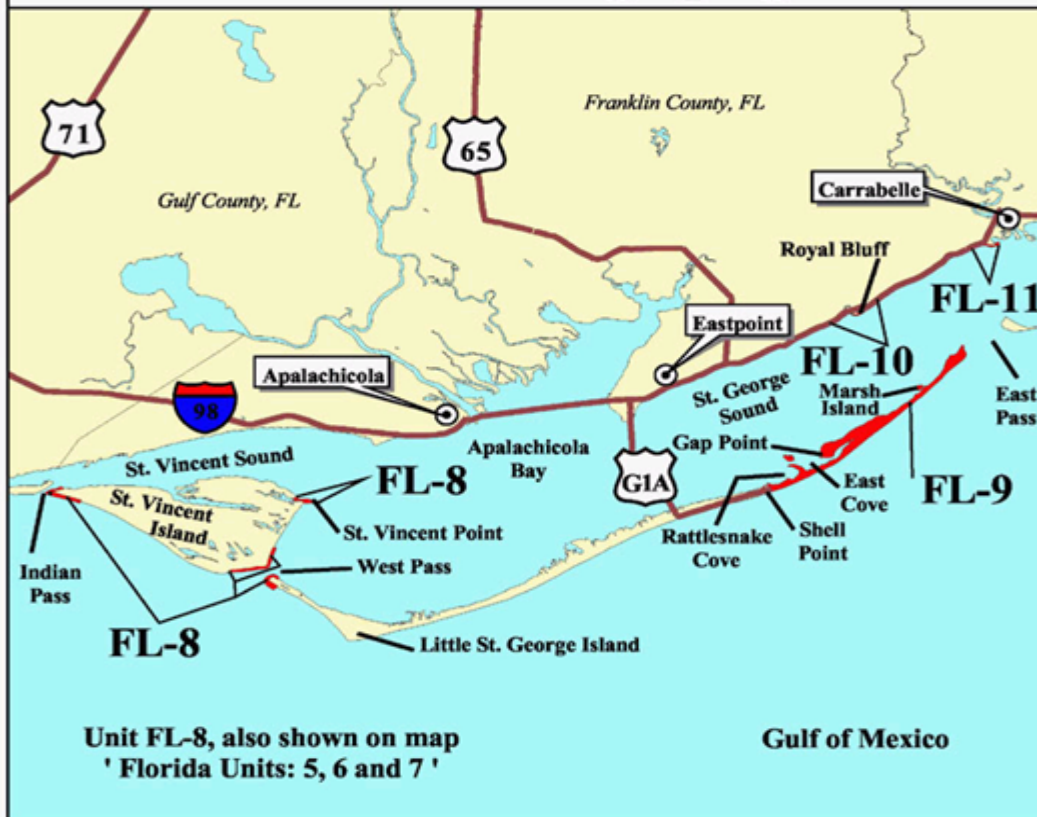 71
65
Franklin County, FL
Gulf County, FL
Carrabelle
Royal Bluff
FL-11
Eastpoint
FL-10
98
Apalachicola
St. George
Sound
Marsh
Island
East
Pass
St. Vincent Sound
Apalachicola
Bay
Gap Point
FL-8
G1A
East
Cove
FL-9
St. Vincent
Island
St. Vincent Point
Rattlesnake
Cove
Shell
Point
Indian
Pass
West Pass
FL-8
Little St. George Island
Unit FL-8, also shown on map
' Florida Units: 5, 6 and 7 '
Gulf of Mexico